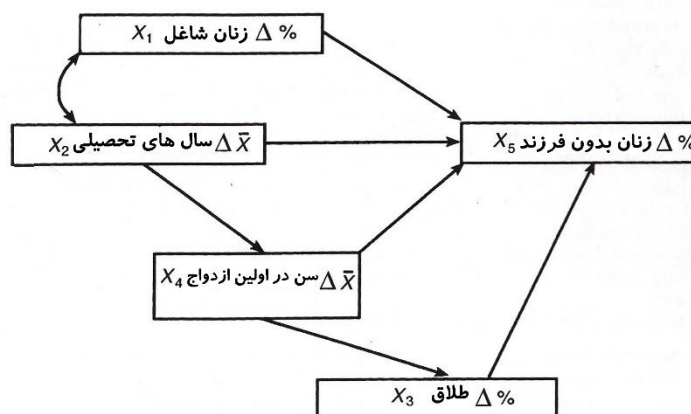 Δ % زنان شاغل X1
Δ X̄ سال های تحصیلی X2
Δ % زنان بدون فرزند X5
Δ X̄ سن در اولین ازدواج X4
Δ % طلاق X3